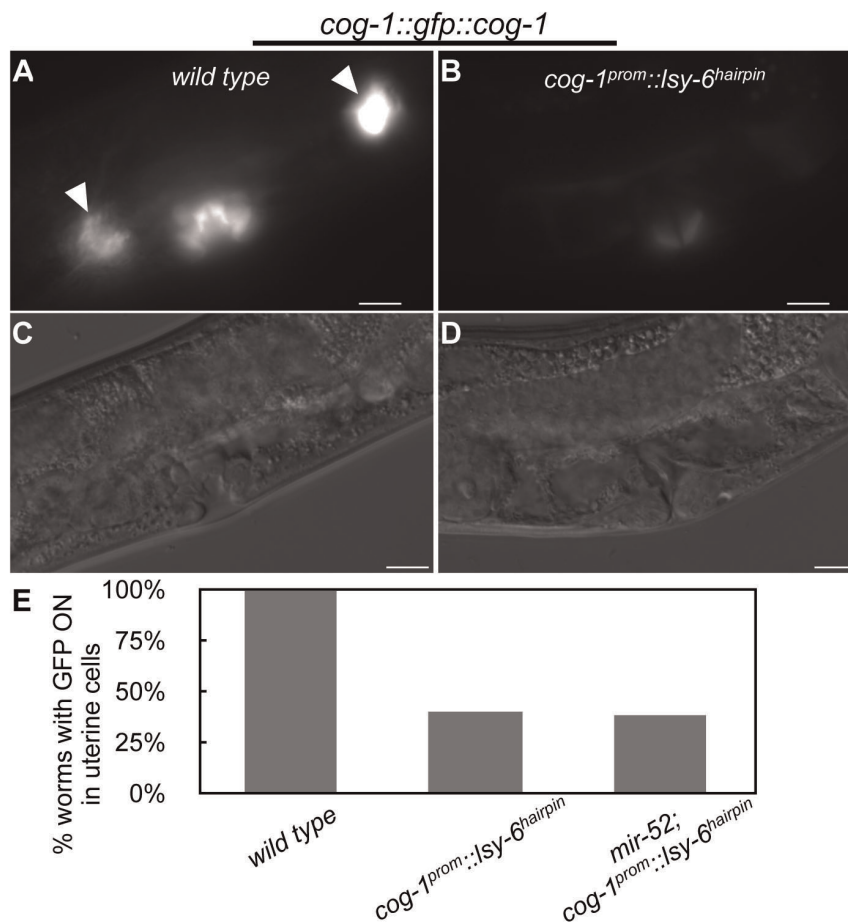 cog-1::gfp::cog-1
A
wild type
B
cog-1prom::lsy-6hairpin
C
D
E
% worms with GFP ON
in uterine cells
100%
75%
50%
25%
0%
wild type
cog-1prom::lsy-6hairpin
mir-52;
cog-1prom::lsy-6hairpin